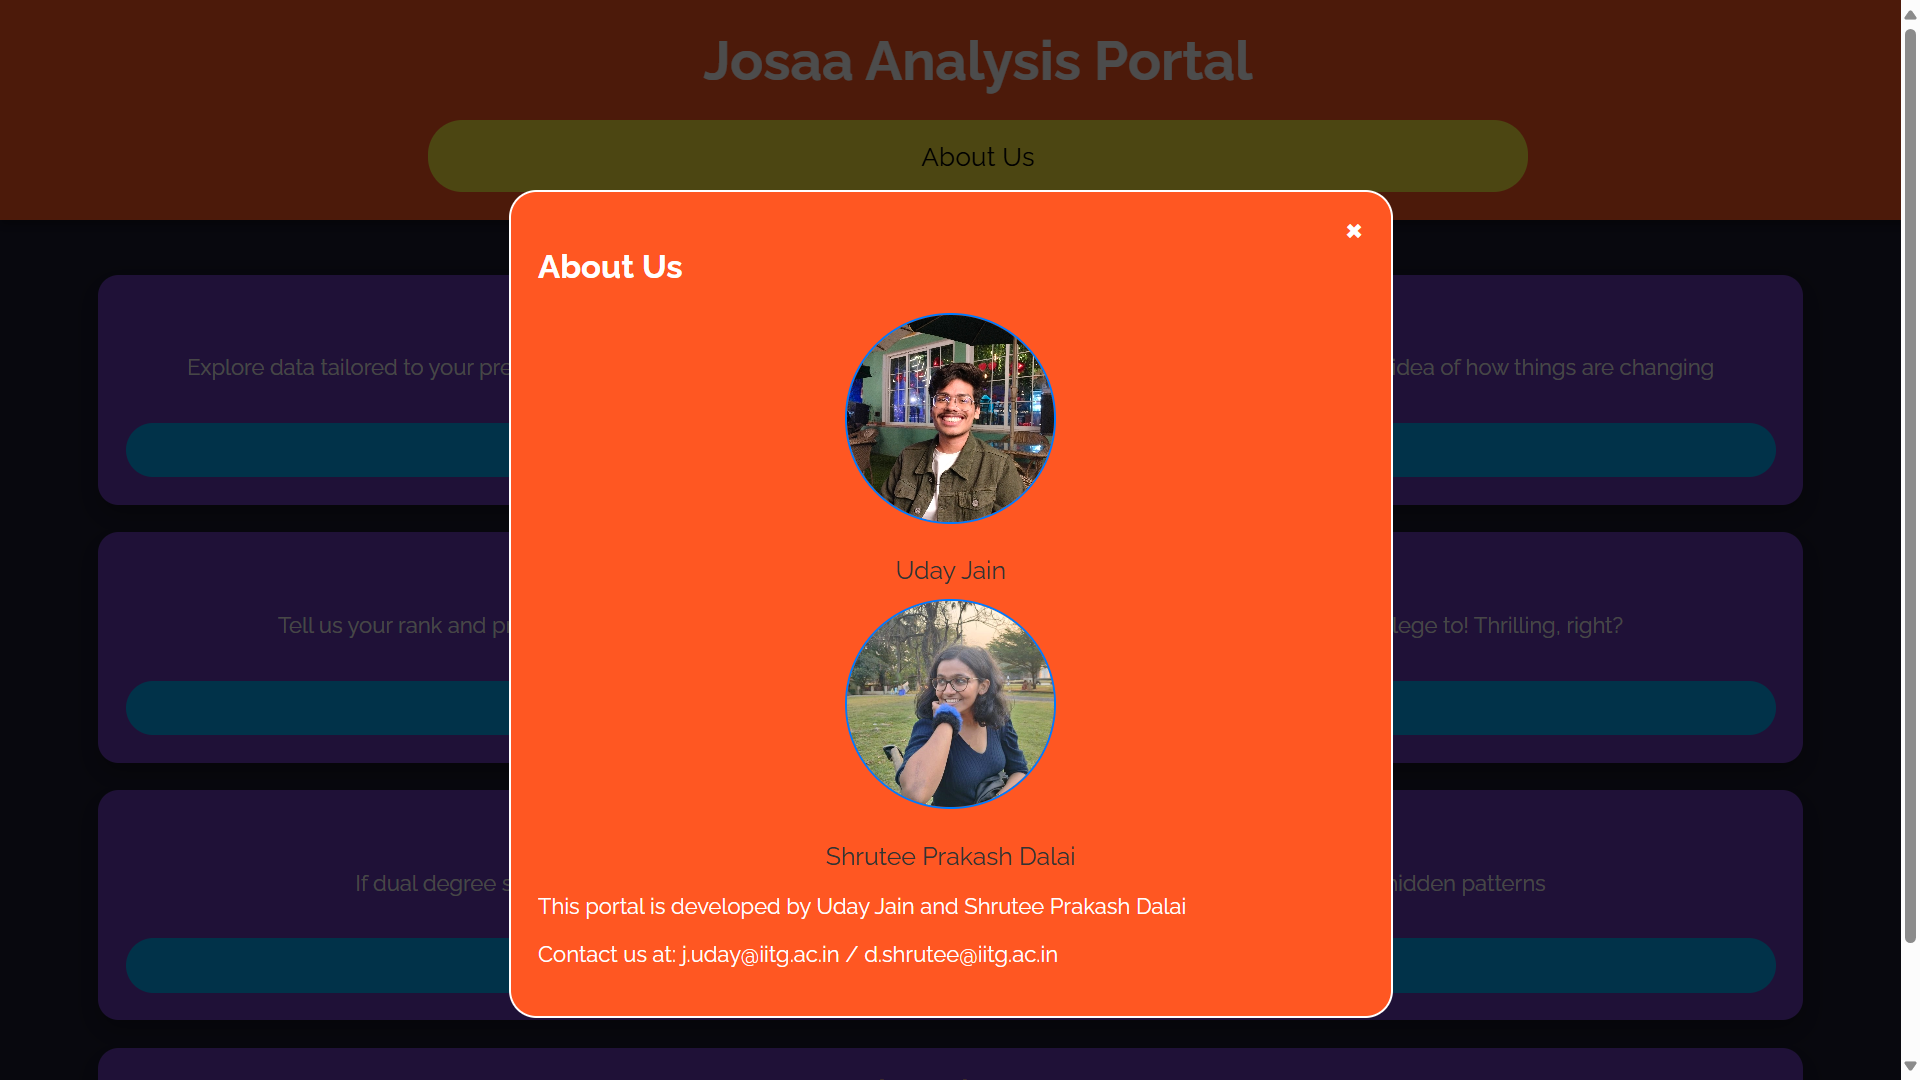 Josaa Analysis Portal
About Us
✖
About Us
Explore data tailored to your pre
idea of how things are changing
Uday Jain
Tell us your rank and pr
lege to! Thrilling, right?
Shrutee Prakash Dalai
If dual degree s
hidden patterns
This portal is developed by Uday Jain and Shrutee Prakash Dalai
Contact us at: j.uday@iitg.ac.in / d.shrutee@iitg.ac.in